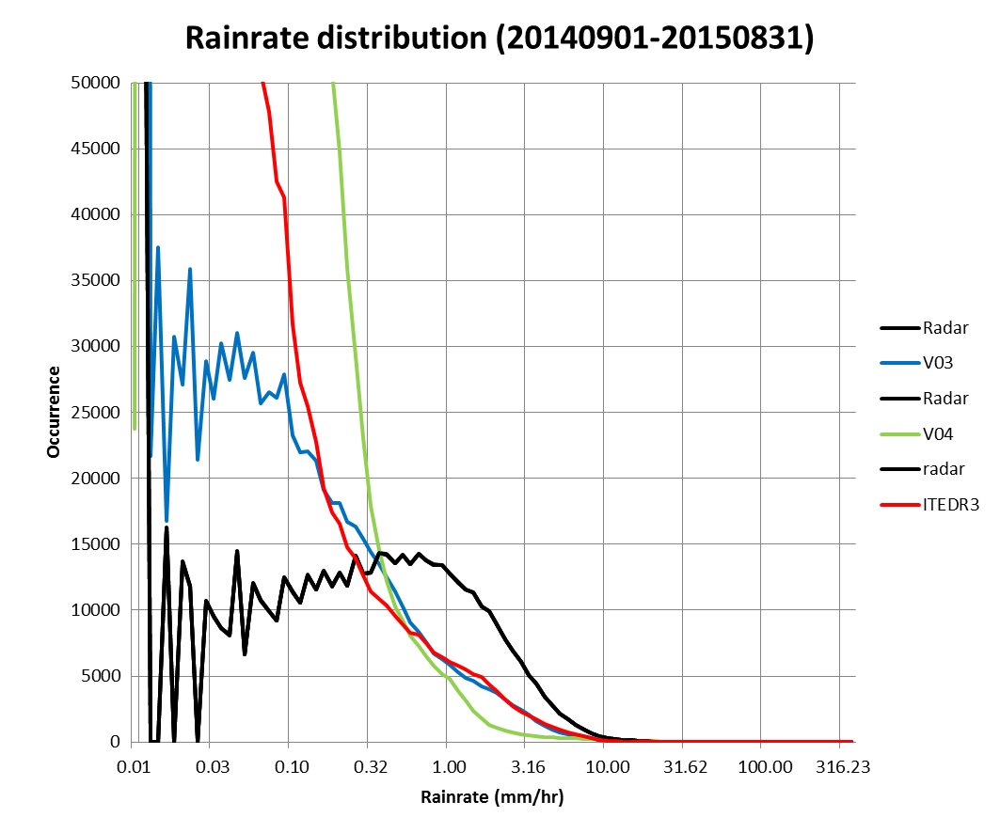 Rainrate distribution (20140901-20150831)
50000
45000
40000
35000
30000
25000
20000
15000
10000
5000
0
Occurrence
0.01 0.03 0.10 0.32 1.00 3.16 10.00 31.62 100.00 316.23
Rainrate (mm/hr)
Radar
V03
Radar
V04
radar
ITEDR3